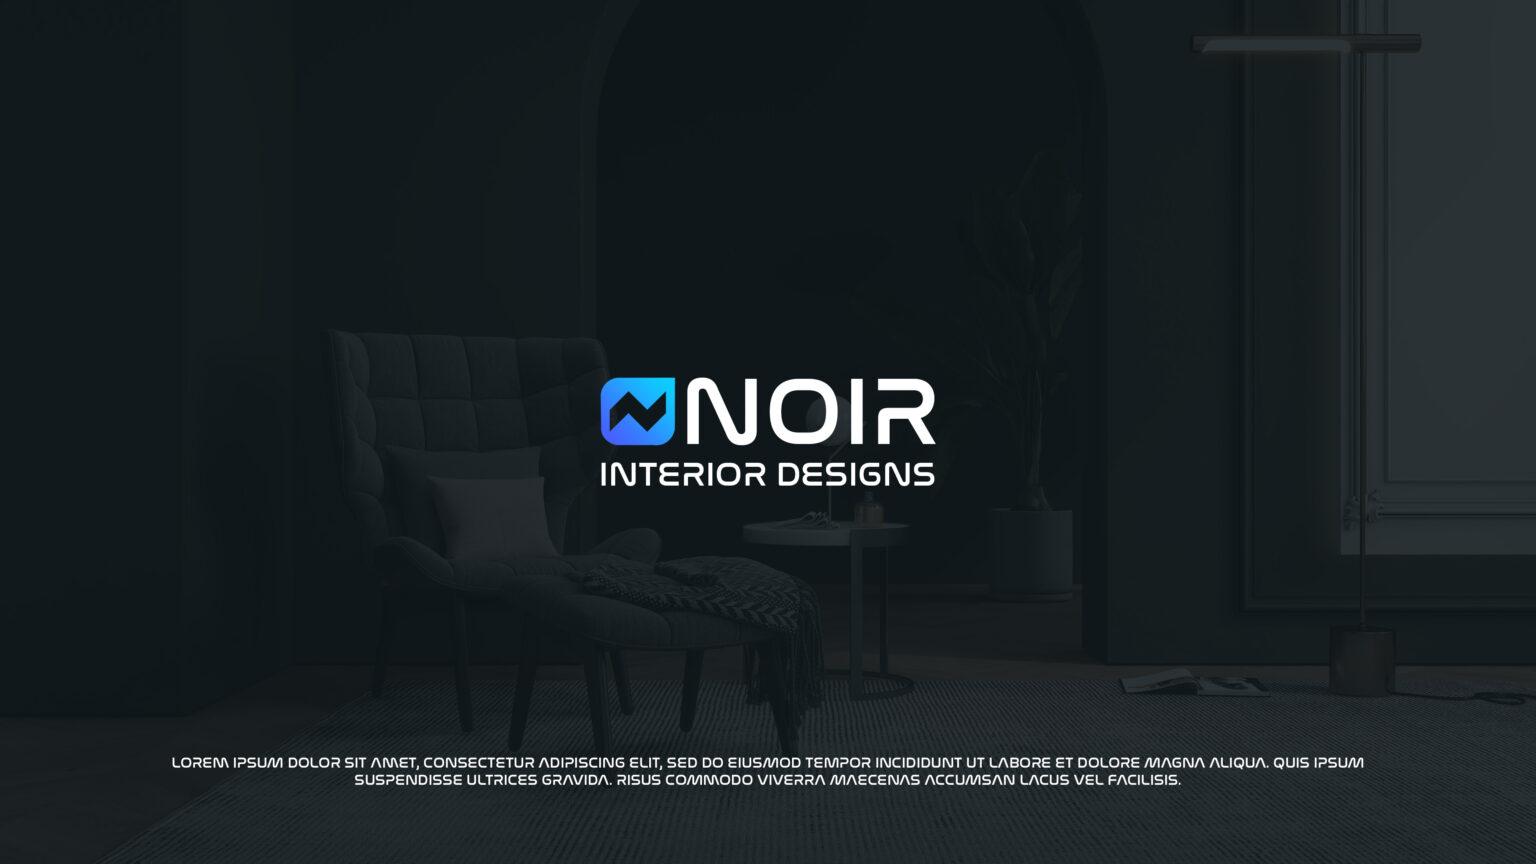 NOIR
INTERIOR DESIGNS
LOREM IPSUM DOLOR SIT AMET, CONSECTETUR ADIPISCING ELIT, SED DO EIUSMOD TEMPOR INCIDIDUNT UT LABORE ET DOLORE MAGNA ALIQUA. QUIS IPSUM
SUSPENDISSE ULTRICES GRAVIDA. RISUS COMMODO VIVERRA MAECENAS ACCUMSAN LACUS VEL FACILISIS.